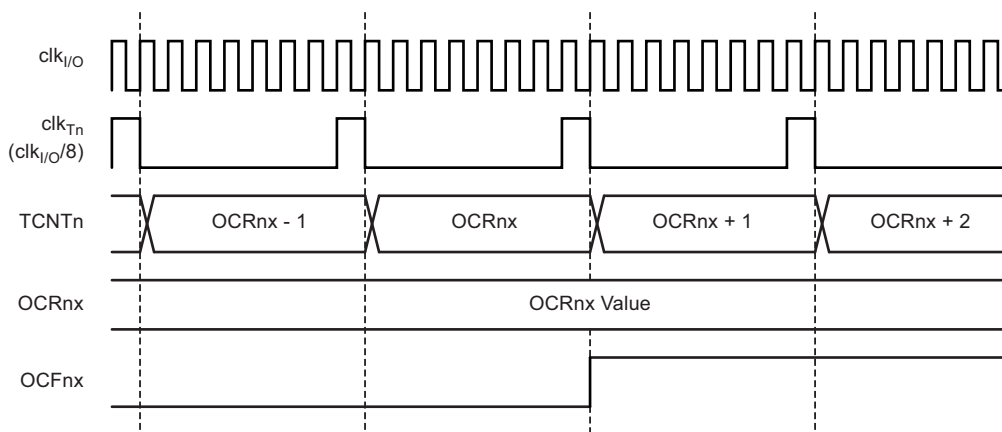 clkI/O
clkTn
(clkI/O/8)
TCNTn OCRnx - 1 OCRnx OCRnx + 1 OCRnx + 2
OCRnx OCRnx Value
OCFnx